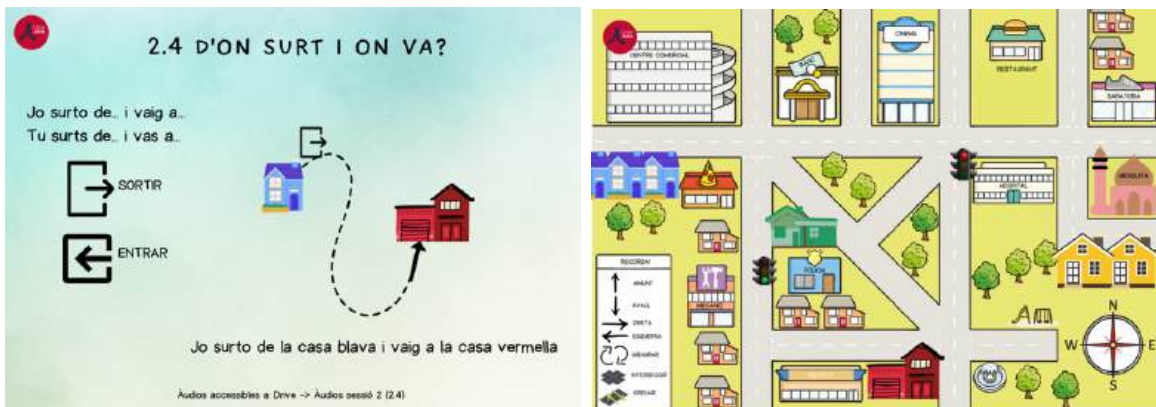 2.4 D'ON SURT I ON VA?
Jo surto de... i vaig a...
Tu surts de... i vas a...
SORTIR
ENTRAR
Jo surto de la casa blava i vaig a la casa vermella
Àudios accessibles a Drive -> Àudios sessió 2 (2.4)
CENTRE COMERCIAL
CINEMA
RESTAURANT
SABATERIA
HOSPITAL
MESQUITA
POLICIA
AMUNT
AVALL
DRETA
ESQUERRA
N
W
E
S